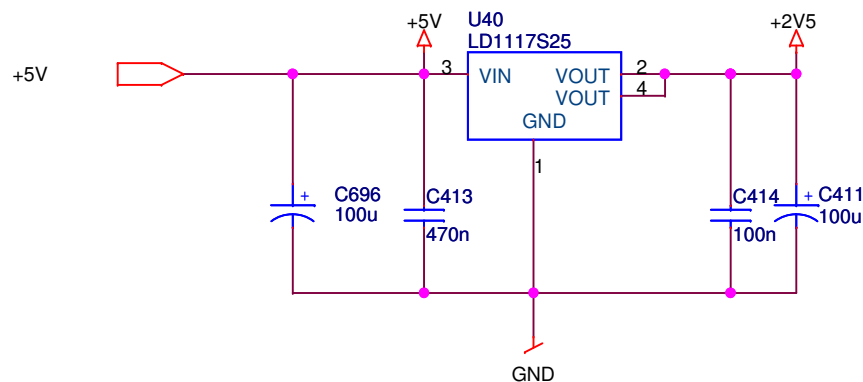 +5V
+5V
U40
LD1117S25
+2V5
3
VIN
VOUT
2
VOUT
4
GND
1
C696
100u
+
C413
470n
C414
100n
+
C411
100u
GND